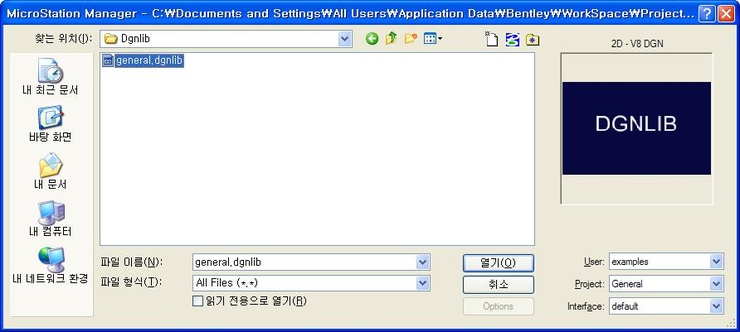 MicroStation Manager - C:₩Documents and Settings₩All Users₩Application Data₩Bentley₩WorkSpace₩Project...
찾는 위치(I):
Dgnlib
2D - V8 DGN
general.dgnlib
내 최근 문서
DGNLIB
바탕 화면
내 문서
내 컴퓨터
내 네트워크 환경
파일 이름(N):
general.dgnlib
열기(O)
User:
examples
파일 형식(T):
All Files (*.*)
취소
Project:
General
읽기 전용으로 열기(R)
Options
Interface:
default